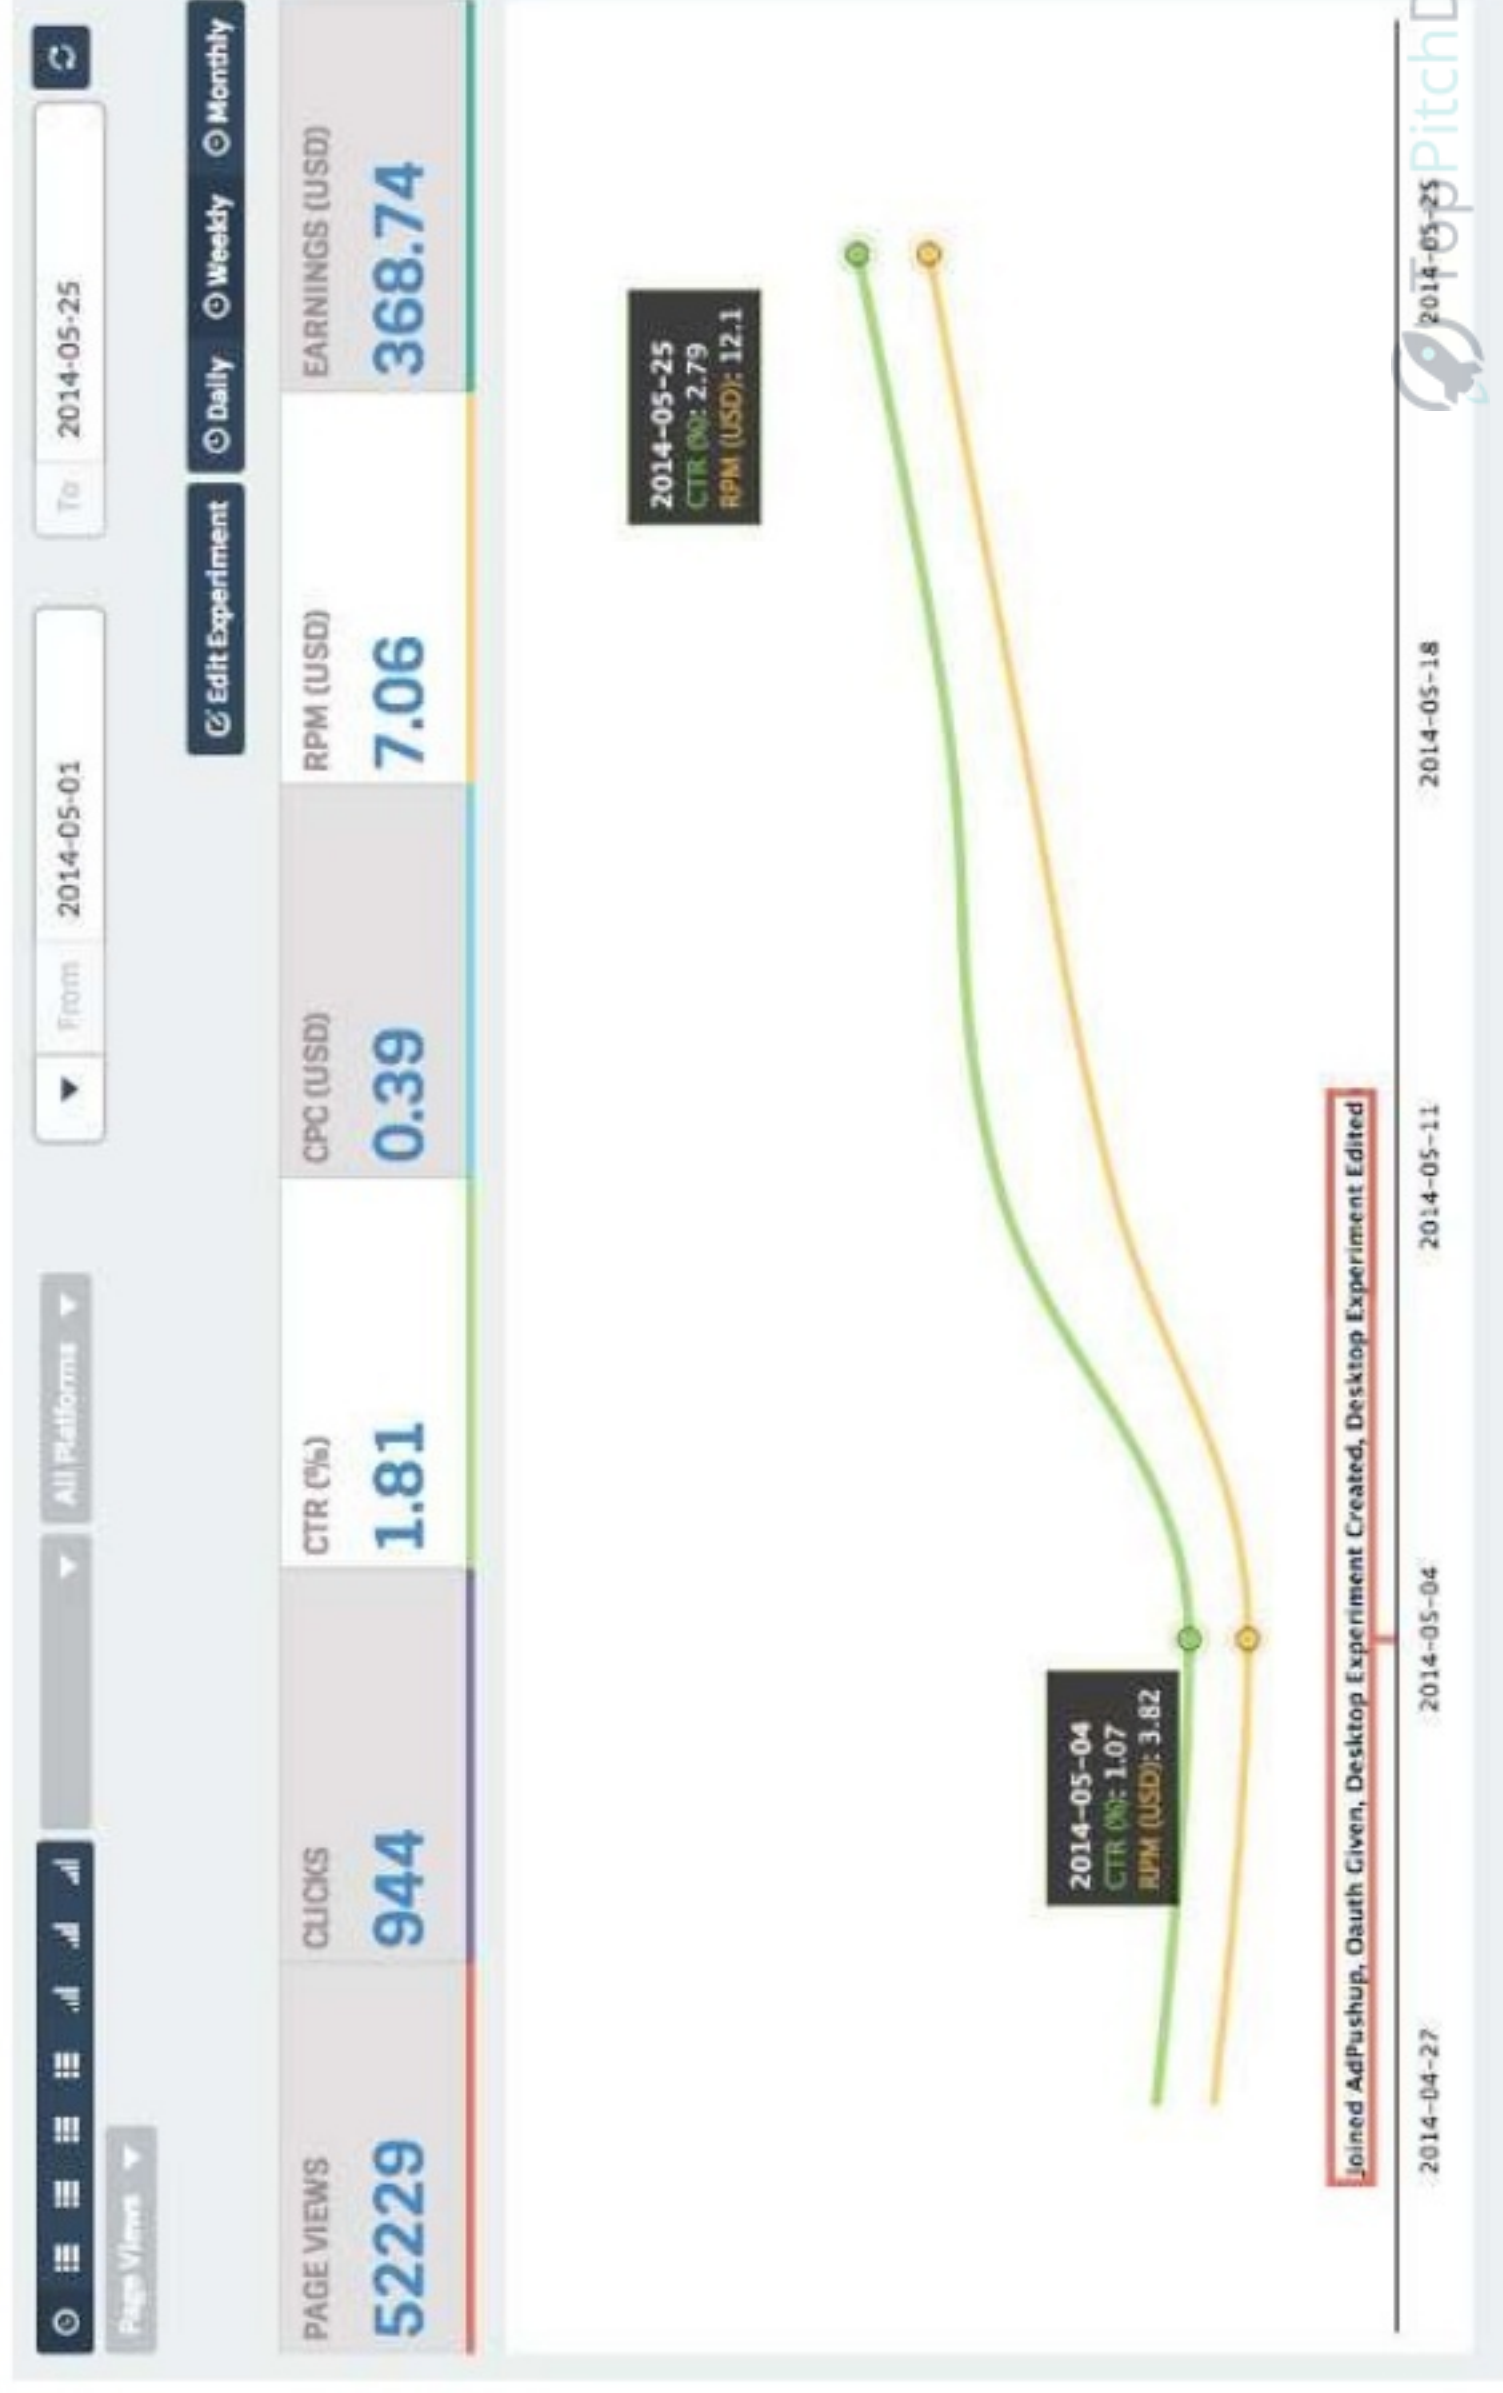 All Platforms
From 2014-05-01
To 2014-05-25
Page Views
Edit Experiment
Daily
Weekly
Monthly
PAGE VIEWS
52229
CLICKS
944
CTR (%)
1.81
CPC (USD)
0.39
RPM (USD)
7.06
EARNINGS (USD)
368.74
2014-05-25
CTR (%): 2.79
RPM (USD): 12.1
2014-05-04
CTR (%): 1.07
RPM (USD): 3.82
Joined AdPushup, Oauth Given, Desktop Experiment Created, Desktop Experiment Edited
2014-04-27
2014-05-04
2014-05-11
2014-05-18
2014-05-25
TopPitchD